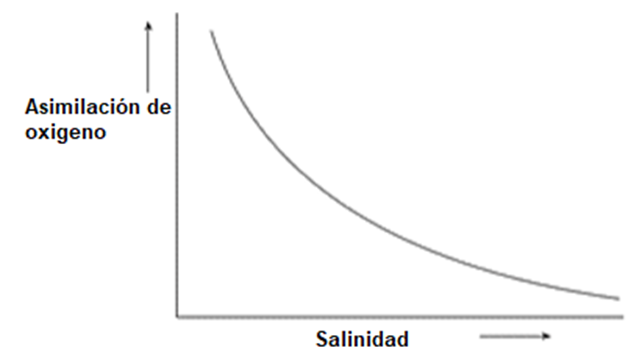 Asimilación de
oxigeno
Salinidad